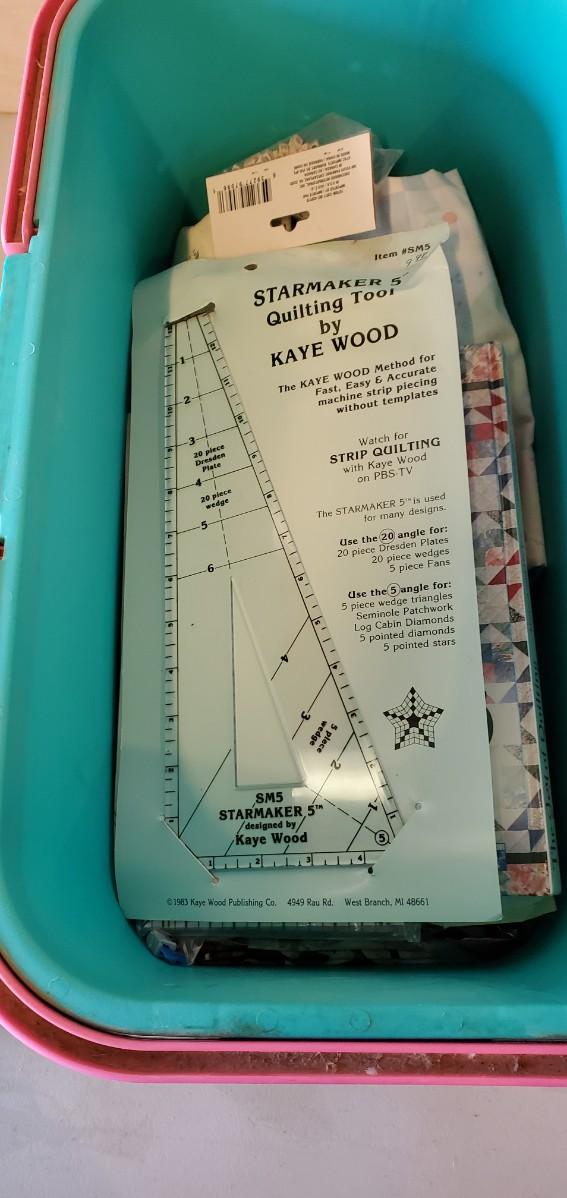 Item #SM5
STARMAKER 5
Quilting Tool
by
KAYE WOOD
The KAYE WOOD Method for
Fast, Easy & Accurate
machine strip piecing
without templates
Watch for
STRIP QUILTING
with Kaye Wood
on PBS-TV
The STARMAKER 5™ is used
for many designs.
Use the 20 angle for:
20 piece Dresden Plates
20 piece wedges
5 piece Fans
Use the 5 angle for:
5 piece wedge triangles
Seminole Patchwork
Log Cabin Diamonds
5 pointed diamonds
5 pointed stars
1
2
3
20 piece
Dresden
Plate
4
20 piece
wedge
5
6
4
3
5 piece
wedge
2
1
SM5
STARMAKER 5™
designed by
Kaye Wood
5
1 2 3 4
©1983 Kaye Wood Publishing Co. 4949 Rau Rd. West Branch, MI 48661